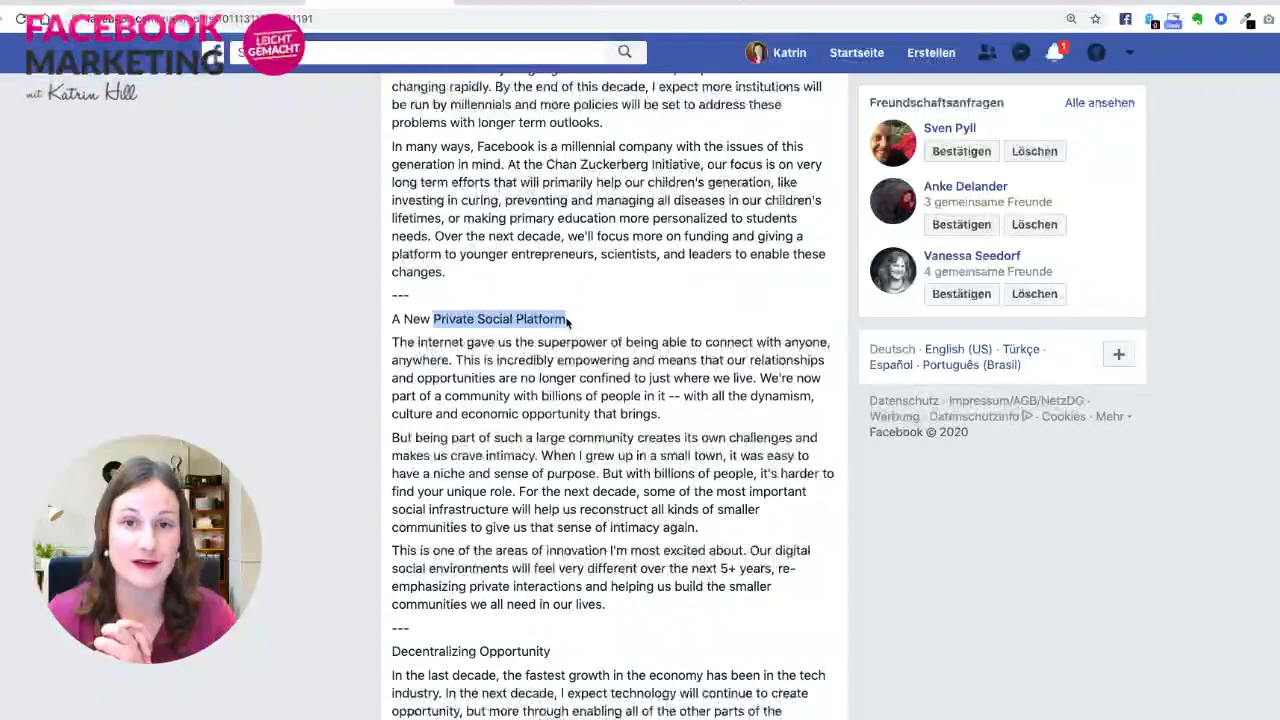 FACEBOOK
MARKETING
LEICHT
GEMACHT
mit Katrin Hill
Katrin
Startseite
Erstellen
1
changing rapidly. By the end of this decade, I expect more institutions will
be run by millennials and more policies will be set to address these
problems with longer term outlooks.
In many ways, Facebook is a millennial company with the issues of this
generation in mind. At the Chan Zuckerberg Initiative, our focus is on very
long term efforts that will primarily help our children's generation, like
investing in curing, preventing and managing all diseases in our children's
lifetimes, or making primary education more personalized to students
needs. Over the next decade, we'll focus more on funding and giving a
platform to younger entrepreneurs, scientists, and leaders to enable these
changes.
---
A New Private Social Platform
The internet gave us the superpower of being able to connect with anyone,
anywhere. This is incredibly empowering and means that our relationships
and opportunities are no longer confined to just where we live. We're now
part of a community with billions of people in it -- with all the dynamism,
culture and economic opportunity that brings.
But being part of such a large community creates its own challenges and
makes us crave intimacy. When I grew up in a small town, it was easy to
have a niche and sense of purpose. But with billions of people, it's harder to
find your unique role. For the next decade, some of the most important
social infrastructure will help us reconstruct all kinds of smaller
communities to give us that sense of intimacy again.
This is one of the areas of innovation I'm most excited about. Our digital
social environments will feel very different over the next 5+ years, re-
emphasizing private interactions and helping us build the smaller
communities we all need in our lives.
---
Decentralizing Opportunity
In the last decade, the fastest growth in the economy has been in the tech
industry. In the next decade, I expect technology will continue to create
opportunity, but more through enabling all of the other parts of the
Freundschaftsanfragen
Alle ansehen
Sven Pyll
Bestätigen
Löschen
Anke Delander
3 gemeinsame Freunde
Bestätigen
Löschen
Vanessa Seedorf
4 gemeinsame Freunde
Bestätigen
Löschen
Deutsch · English (US) · Türkçe ·
Español · Português (Brasil)
Datenschutz · Impressum/AGB/NetzDG ·
Werbung · Datenschutzinfo · Cookies · Mehr
Facebook © 2020